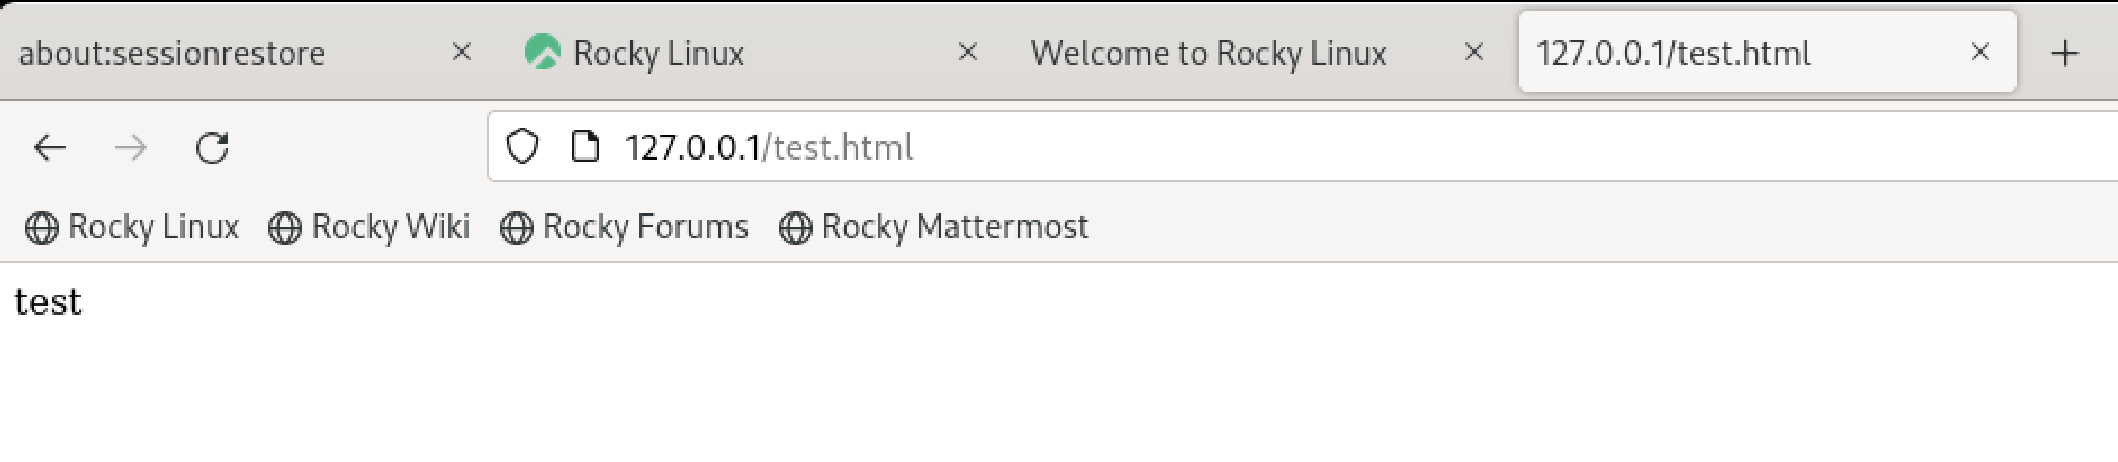 about:sessionrestore Rocky Linux Welcome to Rocky Linux 127.0.0.1/test.html
127.0.0.1/test.html
Rocky Linux Rocky Wiki Rocky Forums Rocky Mattermost
test